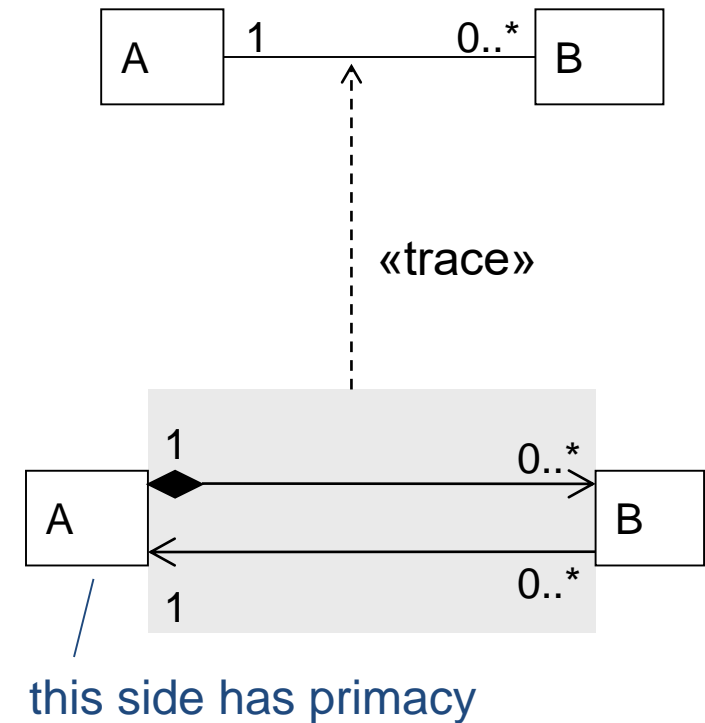 A 1 0..* B
«trace»
1 0..*
A B
1 0..*
this side has primacy